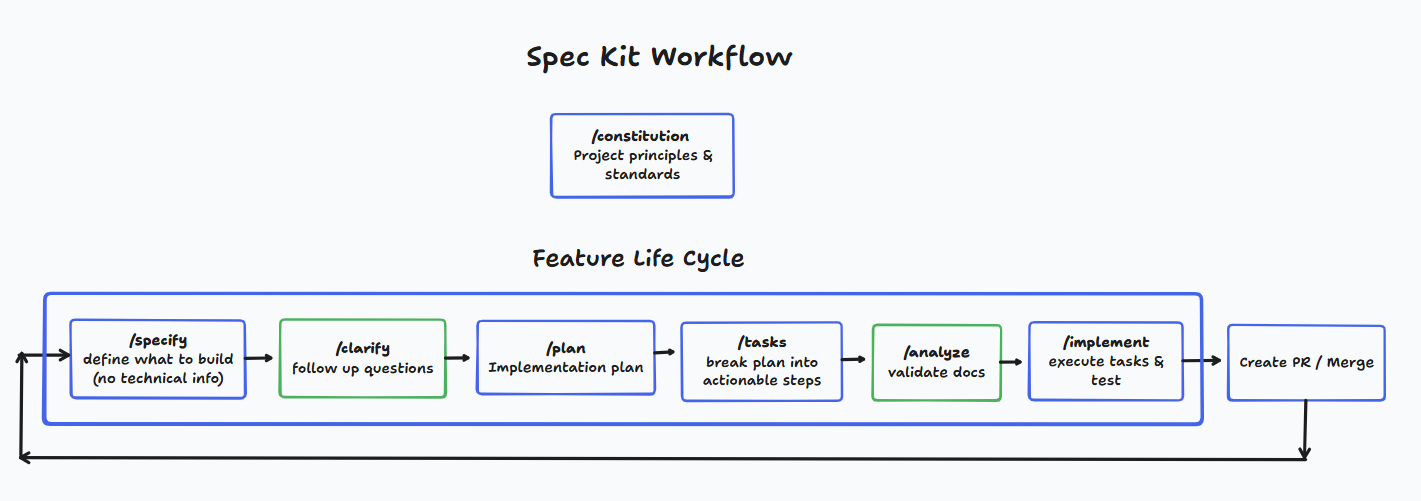 Spec Kit Workflow
/constitution
Project principles &
standards
Feature Life Cycle
/specify
define what to build
(no technical info)
/clarify
follow up questions
/plan
Implementation plan
/tasks
break plan into
actionable steps
/analyze
validate docs
/implement
execute tasks &
test
Create PR / Merge